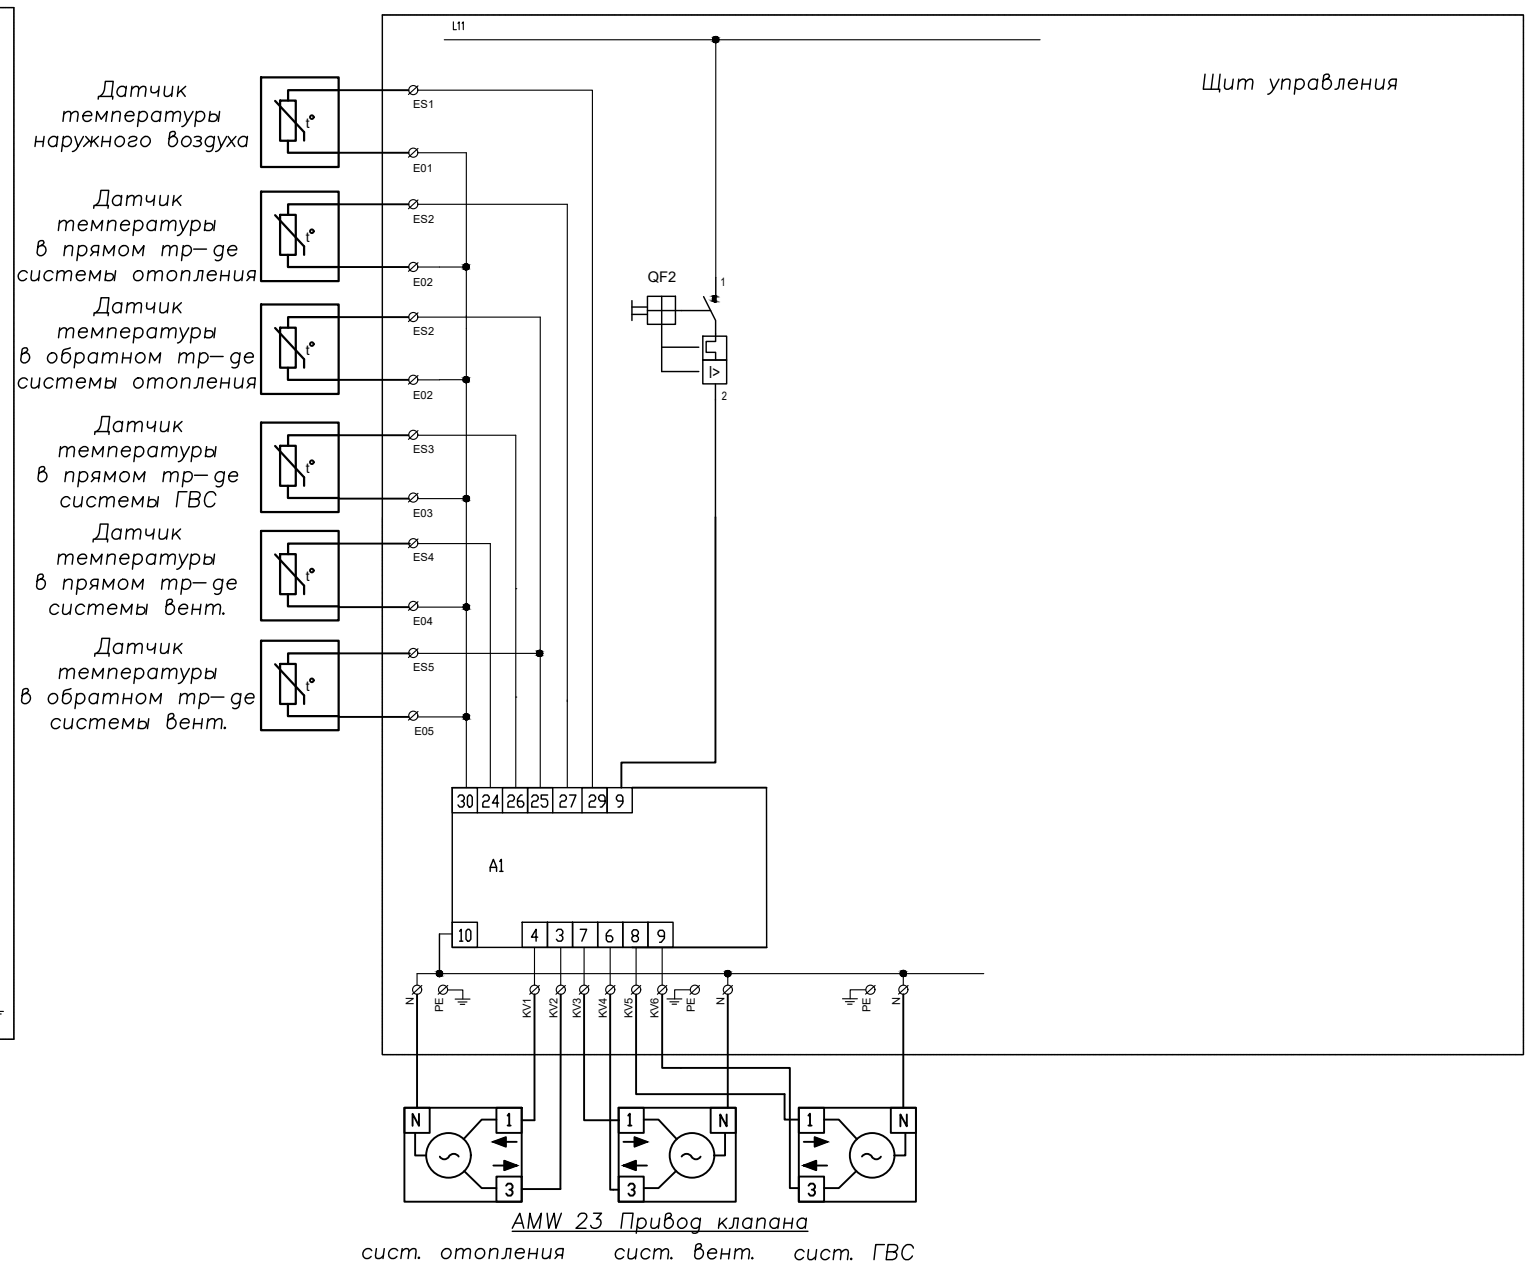 L11
Щит управления
Датчик
температуры
наружного воздуха
t°
ES1
E01
Датчик
температуры
в прямом тр-де
системы отопления
t°
ES2
E02
QF2
1
I>
2
Датчик
температуры
в обратном тр-де
системы отопления
t°
ES2
E02
Датчик
температуры
в прямом тр-де
системы ГВС
t°
ES3
E03
Датчик
температуры
в прямом тр-де
системы вент.
t°
ES4
E04
Датчик
температуры
в обратном тр-де
системы вент.
t°
ES5
E05
30 24 26 25 27 29 9
A1
10 4 3 7 6 8 9
N PE KV1 KV2 KV3 KV4 KV5 KV6 PE N PE N
N 1 1 N 1 N
3 3 3
AMW 23 Привод клапана
сист. отопления сист. вент. сист. ГВС